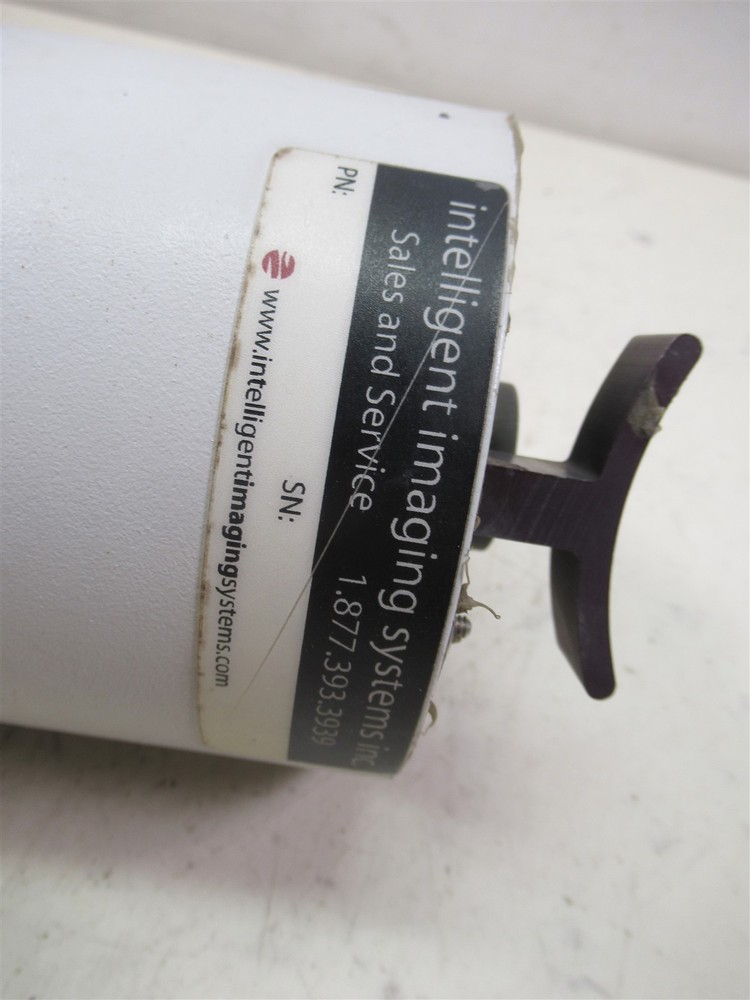 intelligent imaging systems inc
Sales and Service 1.877.393.3939
PN: SN:
www.intelligentimagingsystems.com